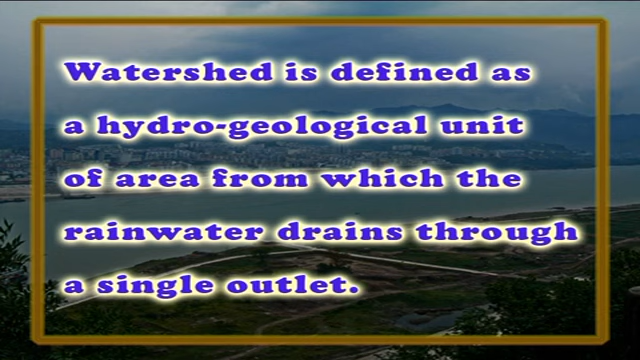 Watershed is defined as
a hydro-geological unit
of area from which the
rainwater drains through
a single outlet.